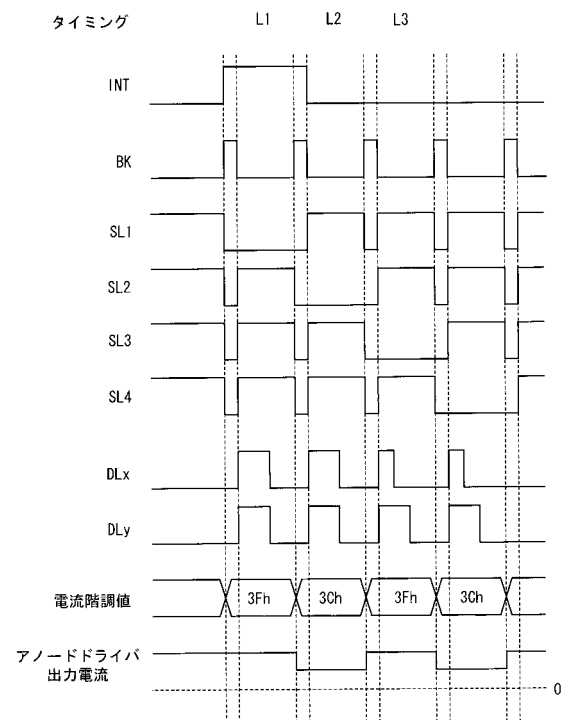 タイミング L1 L2 L3
INT
BK
SL1
SL2
SL3
SL4
DLx
DLy
電流階調値 3Fh 3Ch 3Fh 3Ch
アノードドライバ
出力電流
0